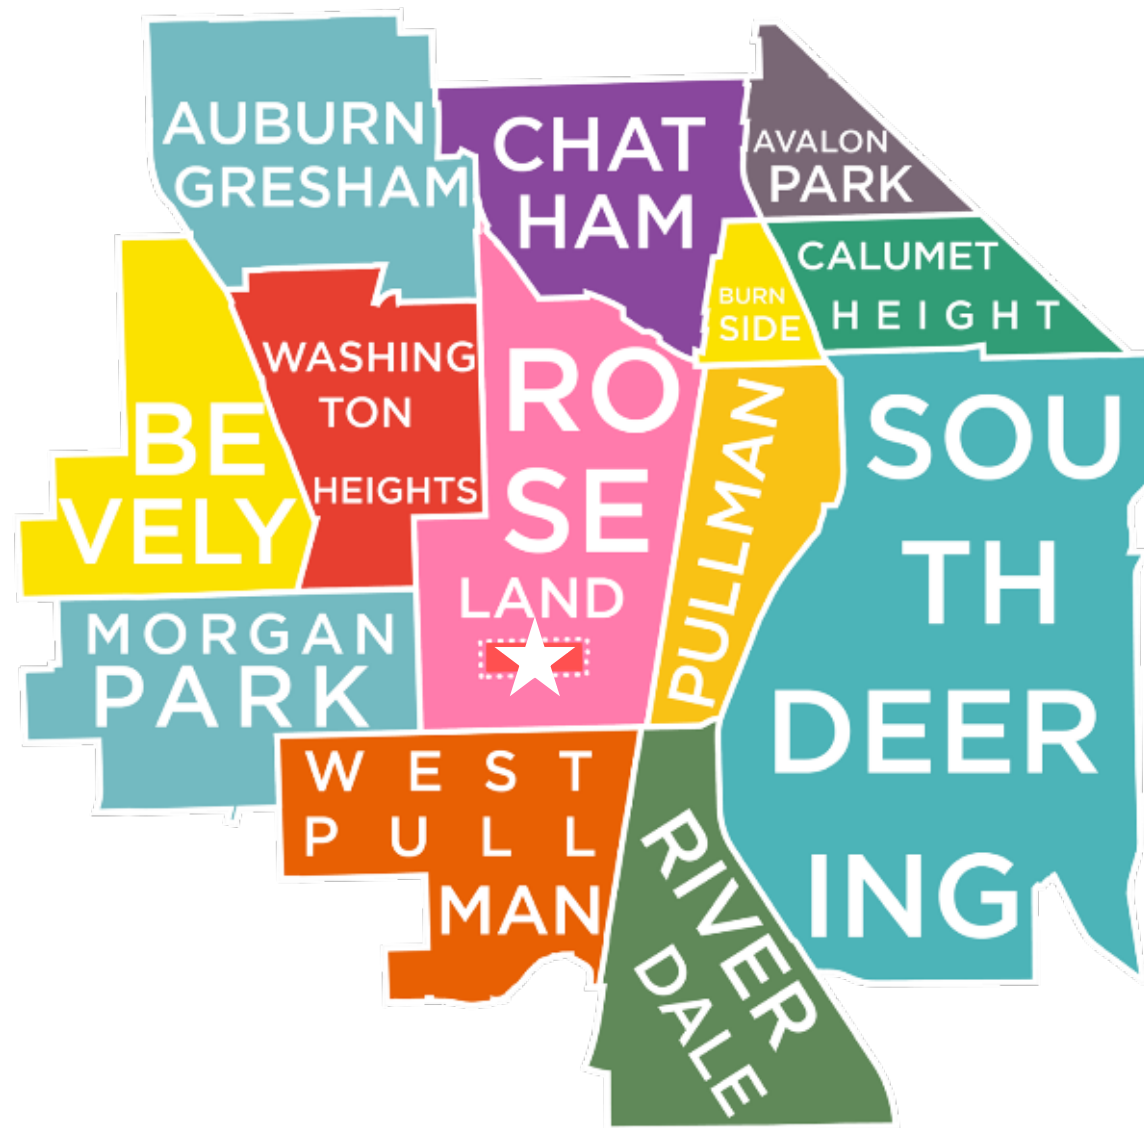 AUBURN
GRESHAM
CHAT
HAM
AVALON
PARK
CALUMET
HEIGHT
BURN
SIDE
WASHING
TON
HEIGHTS
BE
VELY
RO
SE
LAND
PULLMAN
SOU
TH
DEER
ING
MORGAN
PARK
WEST
PULL
MAN
RIVER
DALE